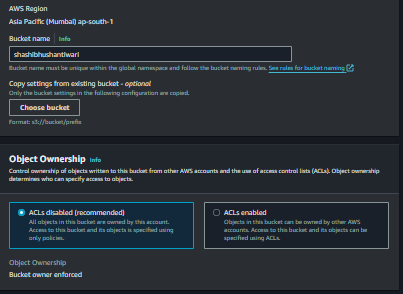 AWS Region
Asia Pacific (Mumbai) ap-south-1
Bucket name Info
shashibhushantiwari
Bucket name must be unique within the global namespace and follow the bucket naming rules. See rules for bucket naming
Copy settings from existing bucket - optional
Only the bucket settings in the following configuration are copied.
Choose bucket
Format: s3://bucket/prefix
Object Ownership Info
Control ownership of objects written to this bucket from other AWS accounts and the use of access control lists (ACLs). Object ownership
determines who can specify access to objects.
ACLs disabled (recommended)
All objects in this bucket are owned by this account.
Access to this bucket and its objects is specified using
only policies.
ACLs enabled
Objects in this bucket can be owned by other AWS
accounts. Access to this bucket and its objects can be
specified using ACLs.
Object Ownership
Bucket owner enforced